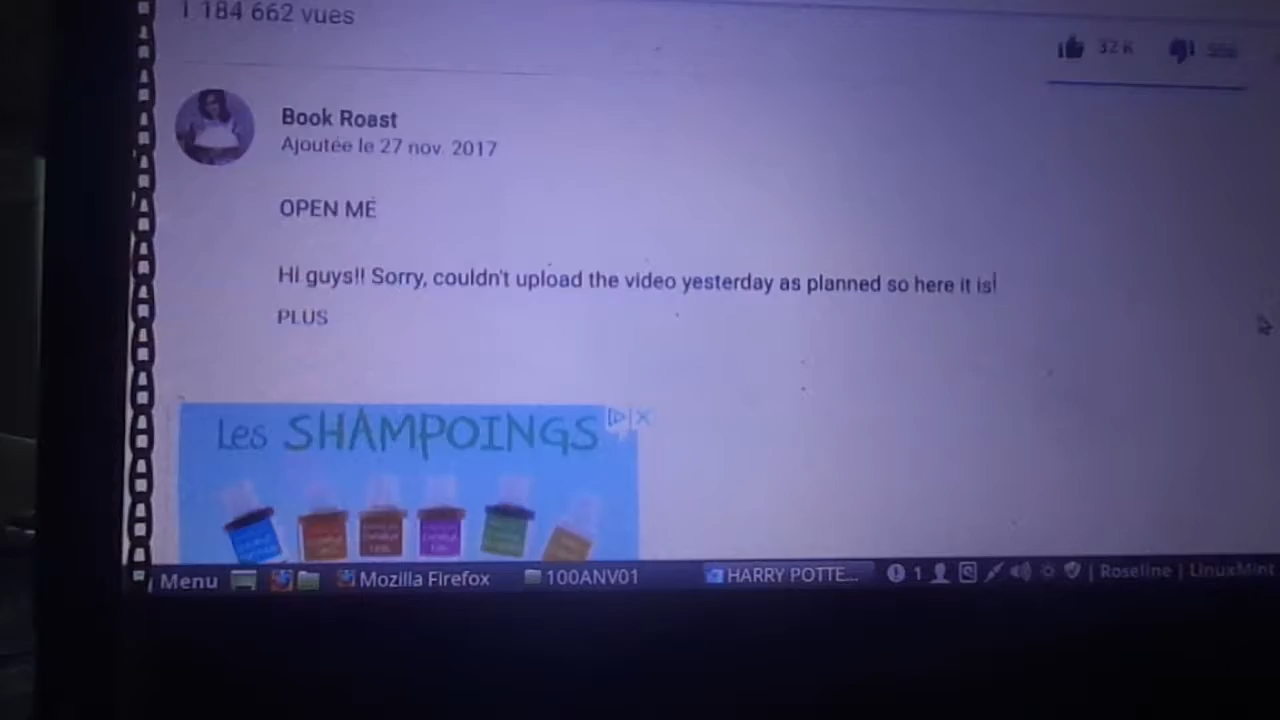 1 184 662 vues
32 K
Book Roast
Ajoutée le 27 nov. 2017
OPEN ME
Hi guys!! Sorry, couldn't upload the video yesterday as planned so here it is!
PLUS
Les SHAMPOINGS
Menu Mozilla Firefox 100ANV01 HARRY POTTE... 1 | Roseline | LinuxMint